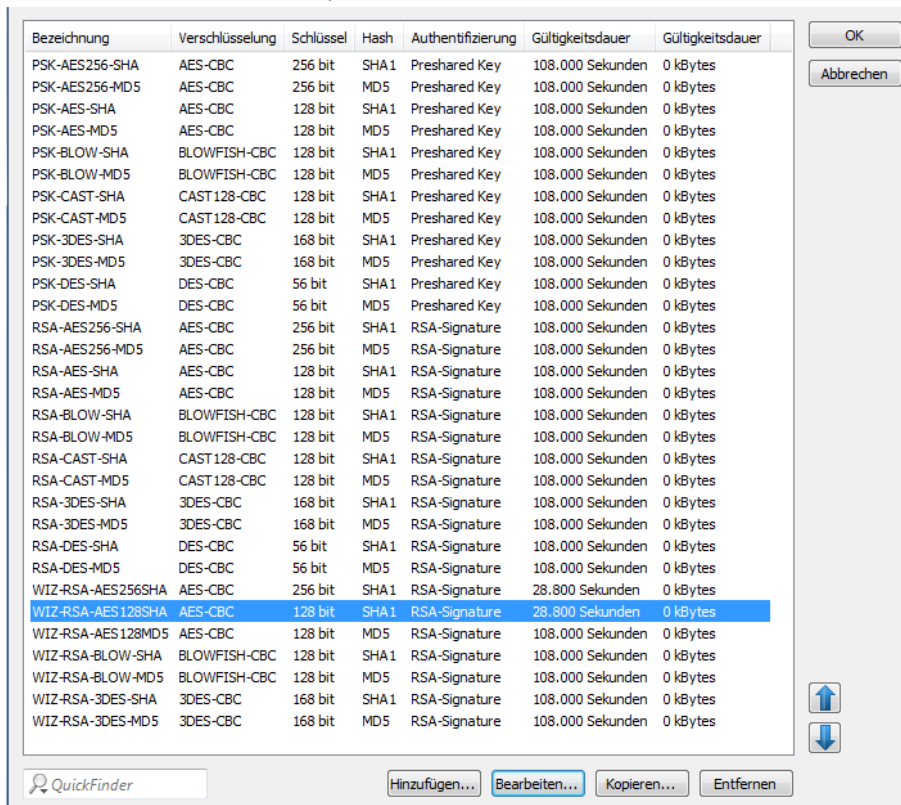 Bezeichnung Verschlüsselung Schlüssel Hash Authentifizierung Gültigkeitsdauer Gültigkeitsdauer
PSK-AES256-SHA AES-CBC 256 bit SHA1 Preshared Key 108.000 Sekunden 0 kBytes
PSK-AES256-MD5 AES-CBC 256 bit MD5 Preshared Key 108.000 Sekunden 0 kBytes
PSK-AES-SHA AES-CBC 128 bit SHA1 Preshared Key 108.000 Sekunden 0 kBytes
PSK-AES-MD5 AES-CBC 128 bit MD5 Preshared Key 108.000 Sekunden 0 kBytes
PSK-BLOW-SHA BLOWFISH-CBC 128 bit SHA1 Preshared Key 108.000 Sekunden 0 kBytes
PSK-BLOW-MD5 BLOWFISH-CBC 128 bit MD5 Preshared Key 108.000 Sekunden 0 kBytes
PSK-CAST-SHA CAST128-CBC 128 bit SHA1 Preshared Key 108.000 Sekunden 0 kBytes
PSK-CAST-MD5 CAST128-CBC 128 bit MD5 Preshared Key 108.000 Sekunden 0 kBytes
PSK-3DES-SHA 3DES-CBC 168 bit SHA1 Preshared Key 108.000 Sekunden 0 kBytes
PSK-3DES-MD5 3DES-CBC 168 bit MD5 Preshared Key 108.000 Sekunden 0 kBytes
PSK-DES-SHA DES-CBC 56 bit SHA1 Preshared Key 108.000 Sekunden 0 kBytes
PSK-DES-MD5 DES-CBC 56 bit MD5 Preshared Key 108.000 Sekunden 0 kBytes
RSA-AES256-SHA AES-CBC 256 bit SHA1 RSA-Signature 108.000 Sekunden 0 kBytes
RSA-AES256-MD5 AES-CBC 256 bit MD5 RSA-Signature 108.000 Sekunden 0 kBytes
RSA-AES-SHA AES-CBC 128 bit SHA1 RSA-Signature 108.000 Sekunden 0 kBytes
RSA-AES-MD5 AES-CBC 128 bit MD5 RSA-Signature 108.000 Sekunden 0 kBytes
RSA-BLOW-SHA BLOWFISH-CBC 128 bit SHA1 RSA-Signature 108.000 Sekunden 0 kBytes
RSA-BLOW-MD5 BLOWFISH-CBC 128 bit MD5 RSA-Signature 108.000 Sekunden 0 kBytes
RSA-CAST-SHA CAST128-CBC 128 bit SHA1 RSA-Signature 108.000 Sekunden 0 kBytes
RSA-CAST-MD5 CAST128-CBC 128 bit MD5 RSA-Signature 108.000 Sekunden 0 kBytes
RSA-3DES-SHA 3DES-CBC 168 bit SHA1 RSA-Signature 108.000 Sekunden 0 kBytes
RSA-3DES-MD5 3DES-CBC 168 bit MD5 RSA-Signature 108.000 Sekunden 0 kBytes
RSA-DES-SHA DES-CBC 56 bit SHA1 RSA-Signature 108.000 Sekunden 0 kBytes
RSA-DES-MD5 DES-CBC 56 bit MD5 RSA-Signature 108.000 Sekunden 0 kBytes
WIZ-RSA-AES256SHA AES-CBC 256 bit SHA1 RSA-Signature 28.800 Sekunden 0 kBytes
WIZ-RSA-AES128SHA AES-CBC 128 bit SHA1 RSA-Signature 28.800 Sekunden 0 kBytes
WIZ-RSA-AES128MD5 AES-CBC 128 bit MD5 RSA-Signature 108.000 Sekunden 0 kBytes
WIZ-RSA-BLOW-SHA BLOWFISH-CBC 128 bit SHA1 RSA-Signature 108.000 Sekunden 0 kBytes
WIZ-RSA-BLOW-MD5 BLOWFISH-CBC 128 bit MD5 RSA-Signature 108.000 Sekunden 0 kBytes
WIZ-RSA-3DES-SHA 3DES-CBC 168 bit SHA1 RSA-Signature 108.000 Sekunden 0 kBytes
WIZ-RSA-3DES-MD5 3DES-CBC 168 bit MD5 RSA-Signature 108.000 Sekunden 0 kBytes
OK
Abbrechen
QuickFinder
Hinzufügen... Bearbeiten... Kopieren... Entfernen